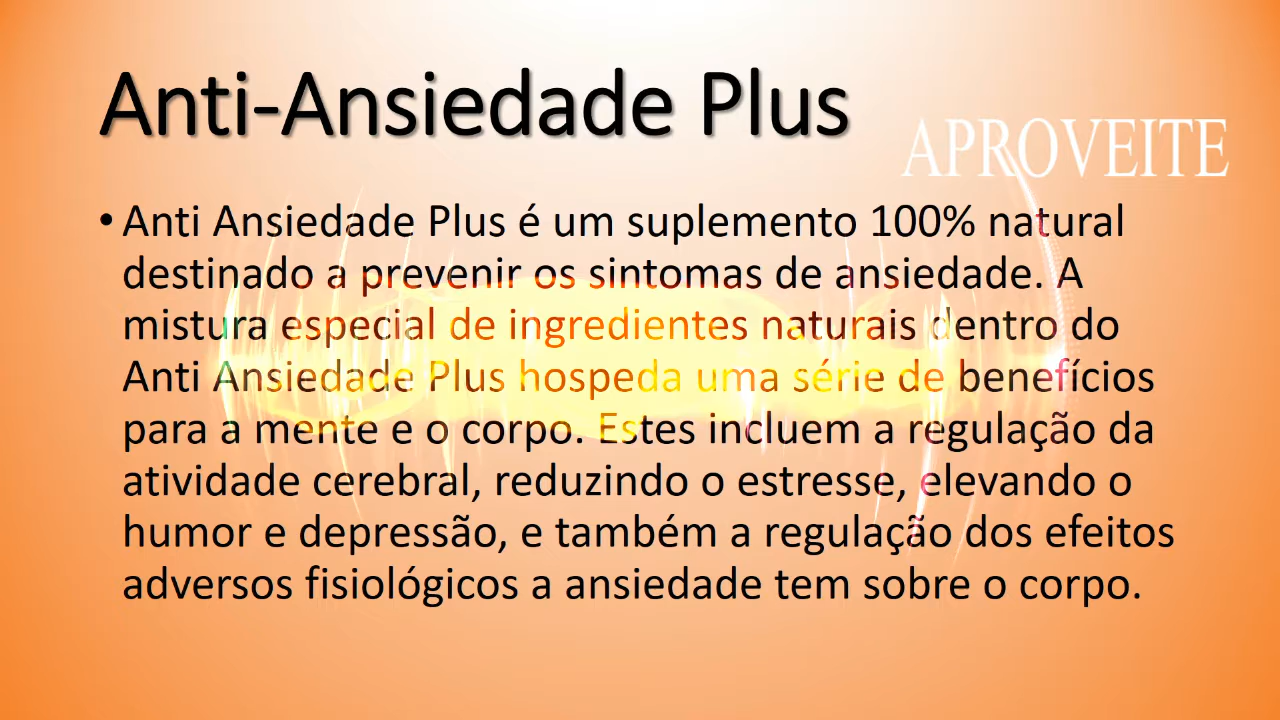 Anti-Ansiedade Plus
APROVEITE
• Anti Ansiedade Plus é um suplemento 100% natural
destinado a prevenir os sintomas de ansiedade. A
mistura especial de ingredientes naturais dentro do
Anti Ansiedade Plus hospeda uma série de benefícios
para a mente e o corpo. Estes incluem a regulação da
atividade cerebral, reduzindo o estresse, elevando o
humor e depressão, e também a regulação dos efeitos
adversos fisiológicos a ansiedade tem sobre o corpo.